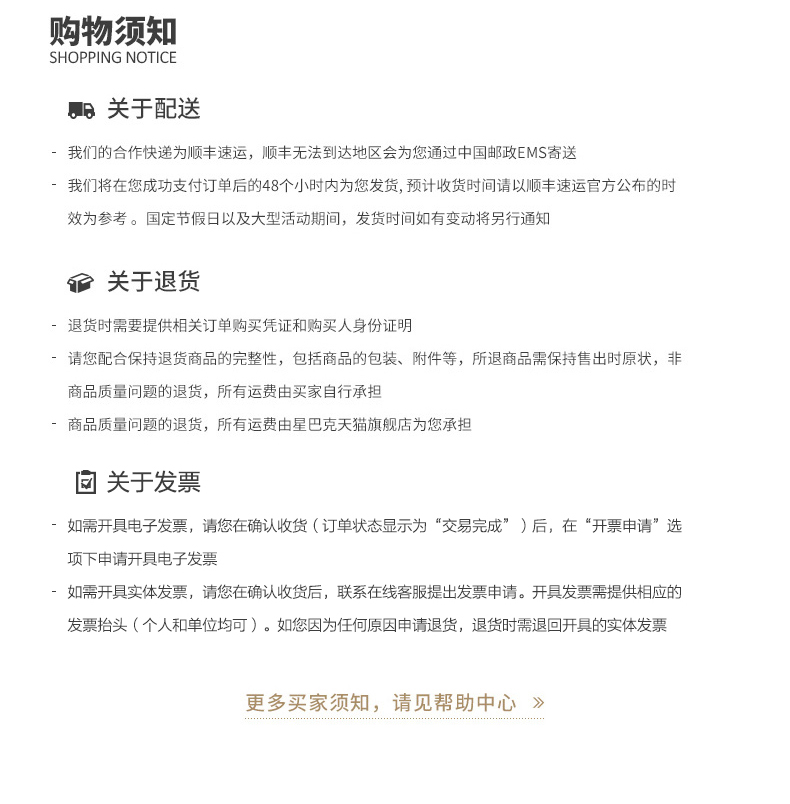 购物须知
SHOPPING NOTICE
关于配送
- 我们的合作快递为顺丰速运，顺丰无法到达地区会为您通过中国邮政EMS寄送
- 我们将在您成功支付订单后的48个小时内为您发货,预计收货时间请以顺丰速运官方公布的时
效为参考 。国定节假日以及大型活动期间，发货时间如有变动将另行通知
关于退货
- 退货时需要提供相关订单购买凭证和购买人身份证明
- 请您配合保持退货商品的完整性，包括商品的包装、附件等，所退商品需保持售出时原状，非
商品质量问题的退货，所有运费由买家自行承担
- 商品质量问题的退货，所有运费由星巴克天猫旗舰店为您承担
关于发票
- 如需开具电子发票，请您在确认收货（订单状态显示为“交易完成”）后，在“开票申请”选
项下申请开具电子发票
- 如需开具实体发票，请您在确认收货后，联系在线客服提出发票申请。开具发票需提供相应的
发票抬头（个人和单位均可）。如您因为任何原因申请退货，退货时需退回开具的实体发票
更多买家须知，请见帮助中心 »